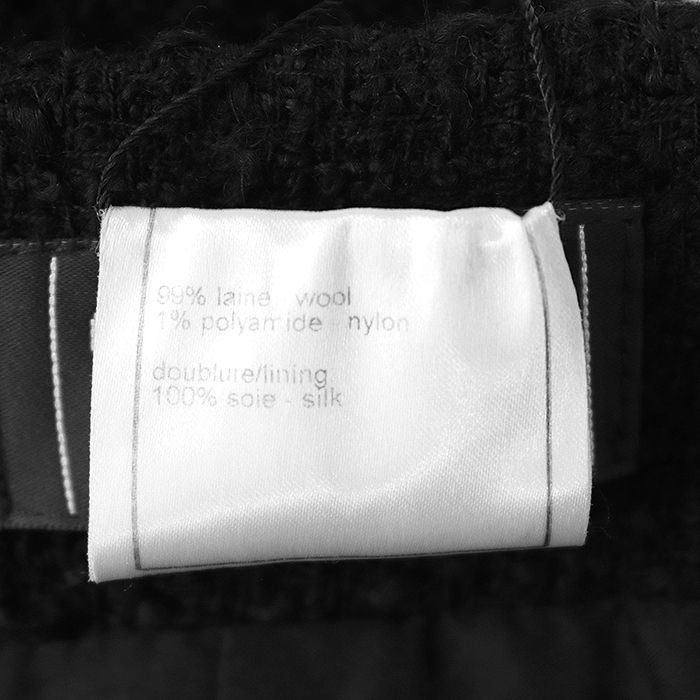 99% laine - wool
1% polyamide - nylon
doublure/lining
100% soie - silk